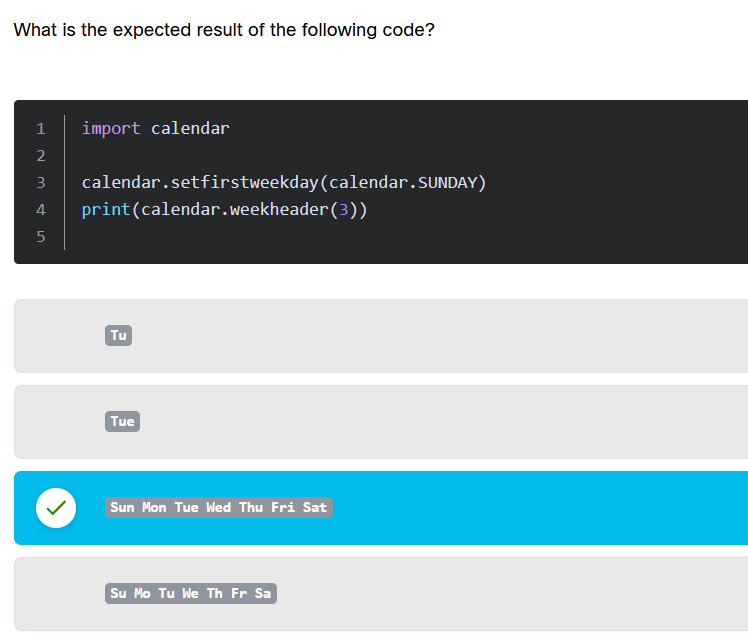 What is the expected result of the following code?
1 import calendar
2
3 calendar.setfirstweekday(calendar.SUNDAY)
4 print(calendar.weekheader(3))
5
Tu
Tue
Sun Mon Tue Wed Thu Fri Sat
Su Mo Tu We Th Fr Sa